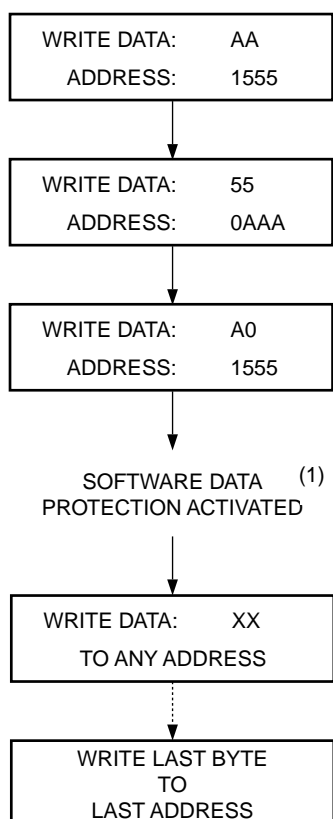 WRITE DATA: AA
ADDRESS: 1555
WRITE DATA: 55
ADDRESS: 0AAA
WRITE DATA: A0
ADDRESS: 1555
SOFTWARE DATA (1)
PROTECTION ACTIVATED
WRITE DATA: XX
TO ANY ADDRESS
WRITE LAST BYTE
TO
LAST ADDRESS